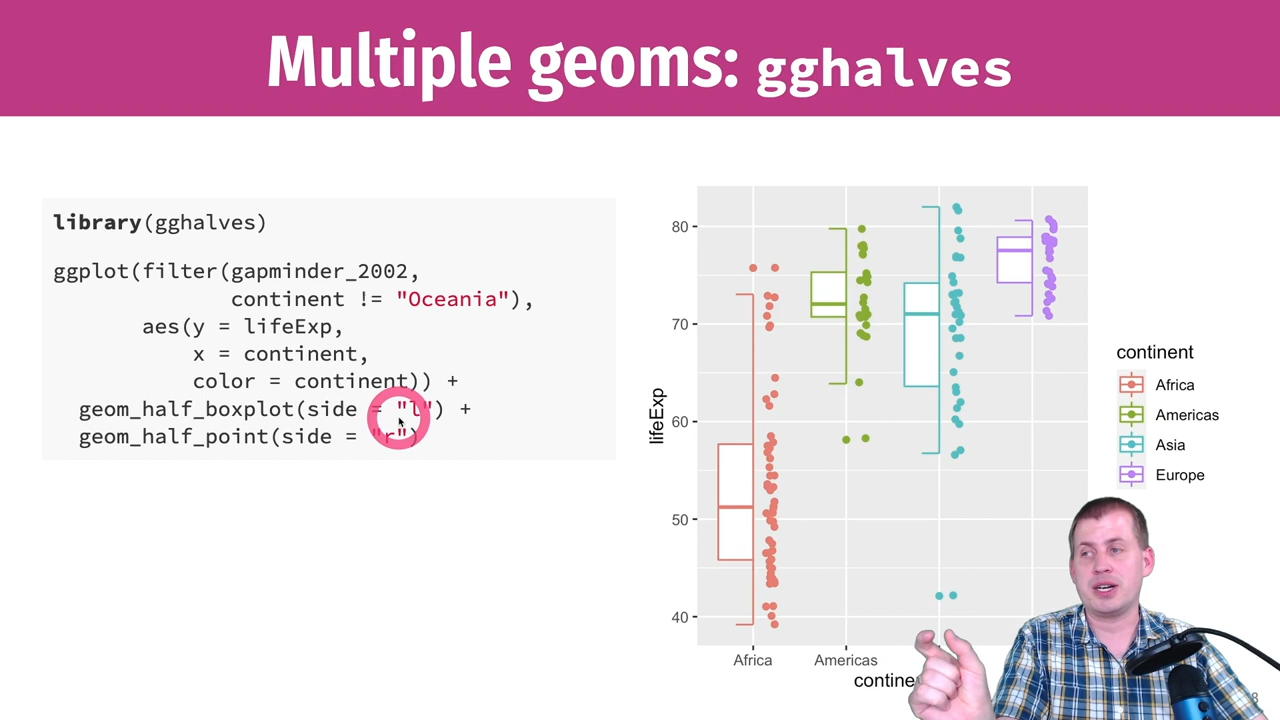 Multiple geoms: gghalves
library(gghalves)
ggplot(filter(gapminder_2002,
continent != "Oceania"),
aes(y = lifeExp,
x = continent,
color = continent)) +
geom_half_boxplot(side = "l") +
geom_half_point(side = "r")
lifeExp
80
70
60
50
40
Africa
Americas
continent
Africa
Americas
Asia
Europe